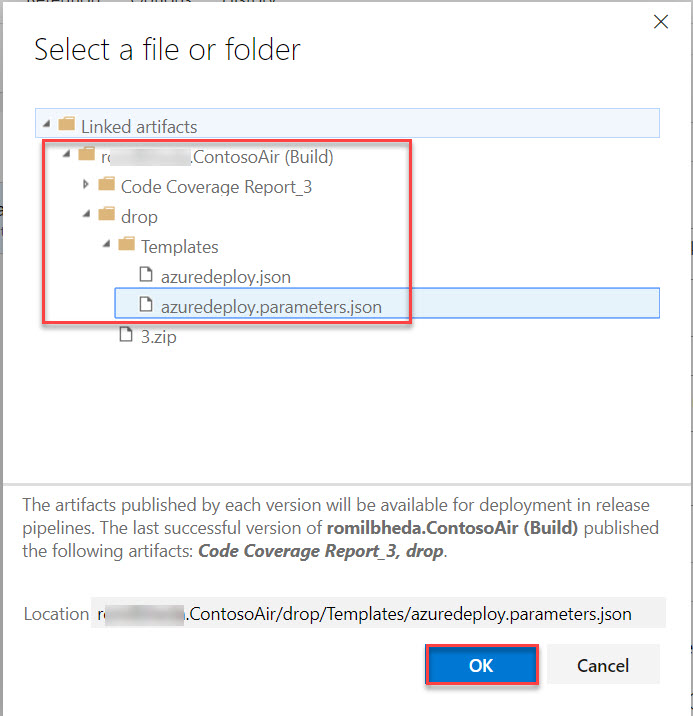 Select a file or folder
Linked artifacts
.ContosoAir (Build)
Code Coverage Report_3
drop
Templates
azuredeploy.json
azuredeploy.parameters.json
3.zip
The artifacts published by each version will be available for deployment in release
pipelines. The last successful version of romilbheda.ContosoAir (Build) published
the following artifacts: Code Coverage Report_3, drop.
Location
.ContosoAir/drop/Templates/azuredeploy.parameters.json
OK
Cancel